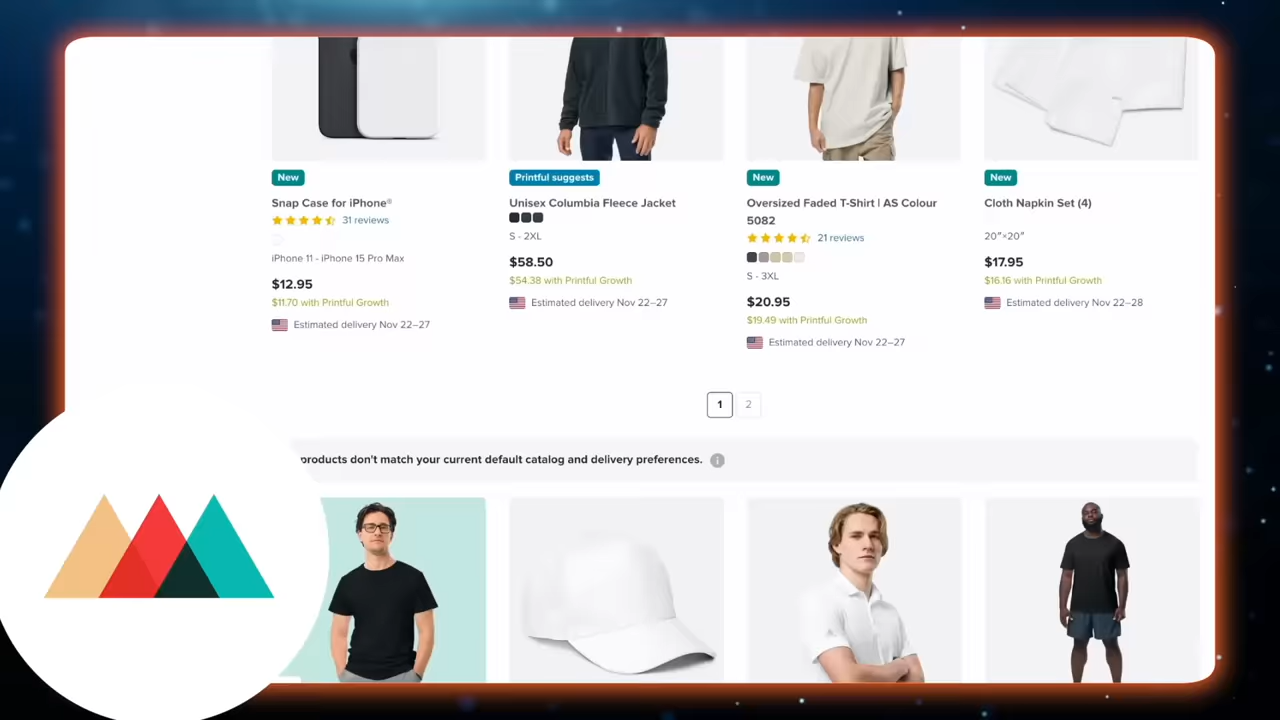 New
Snap Case for iPhone®
31 reviews
iPhone 11 - iPhone 15 Pro Max
$12.95
$11.70 with Printful Growth
Estimated delivery Nov 22–27
Printful suggests
Unisex Columbia Fleece Jacket
S - 2XL
$58.50
$54.38 with Printful Growth
Estimated delivery Nov 22–27
New
Oversized Faded T-Shirt | AS Colour
5082
21 reviews
S - 3XL
$20.95
$19.49 with Printful Growth
Estimated delivery Nov 22–27
New
Cloth Napkin Set (4)
20″×20″
$17.95
$16.16 with Printful Growth
Estimated delivery Nov 22–28
1 2
products don't match your current default catalog and delivery preferences. i